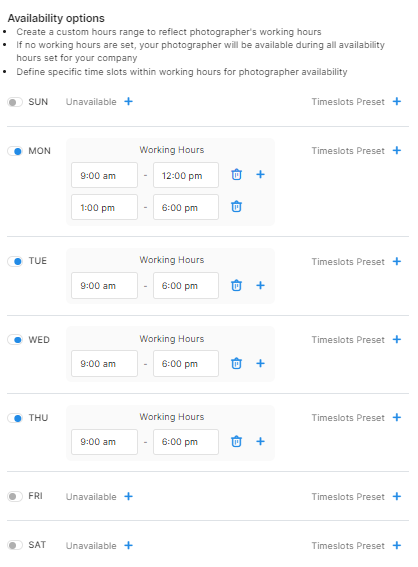 Availability options
• Create a custom hours range to reflect photographer's working hours
• If no working hours are set, your photographer will be available during all availability
hours set for your company
• Define specific time slots within working hours for photographer availability
SUN Unavailable + Timeslots Preset +
MON Working Hours Timeslots Preset +
9:00 am - 12:00 pm +
1:00 pm - 6:00 pm
TUE Working Hours Timeslots Preset +
9:00 am - 6:00 pm +
WED Working Hours Timeslots Preset +
9:00 am - 6:00 pm +
THU Working Hours Timeslots Preset +
9:00 am - 6:00 pm +
FRI Unavailable + Timeslots Preset +
SAT Unavailable + Timeslots Preset +